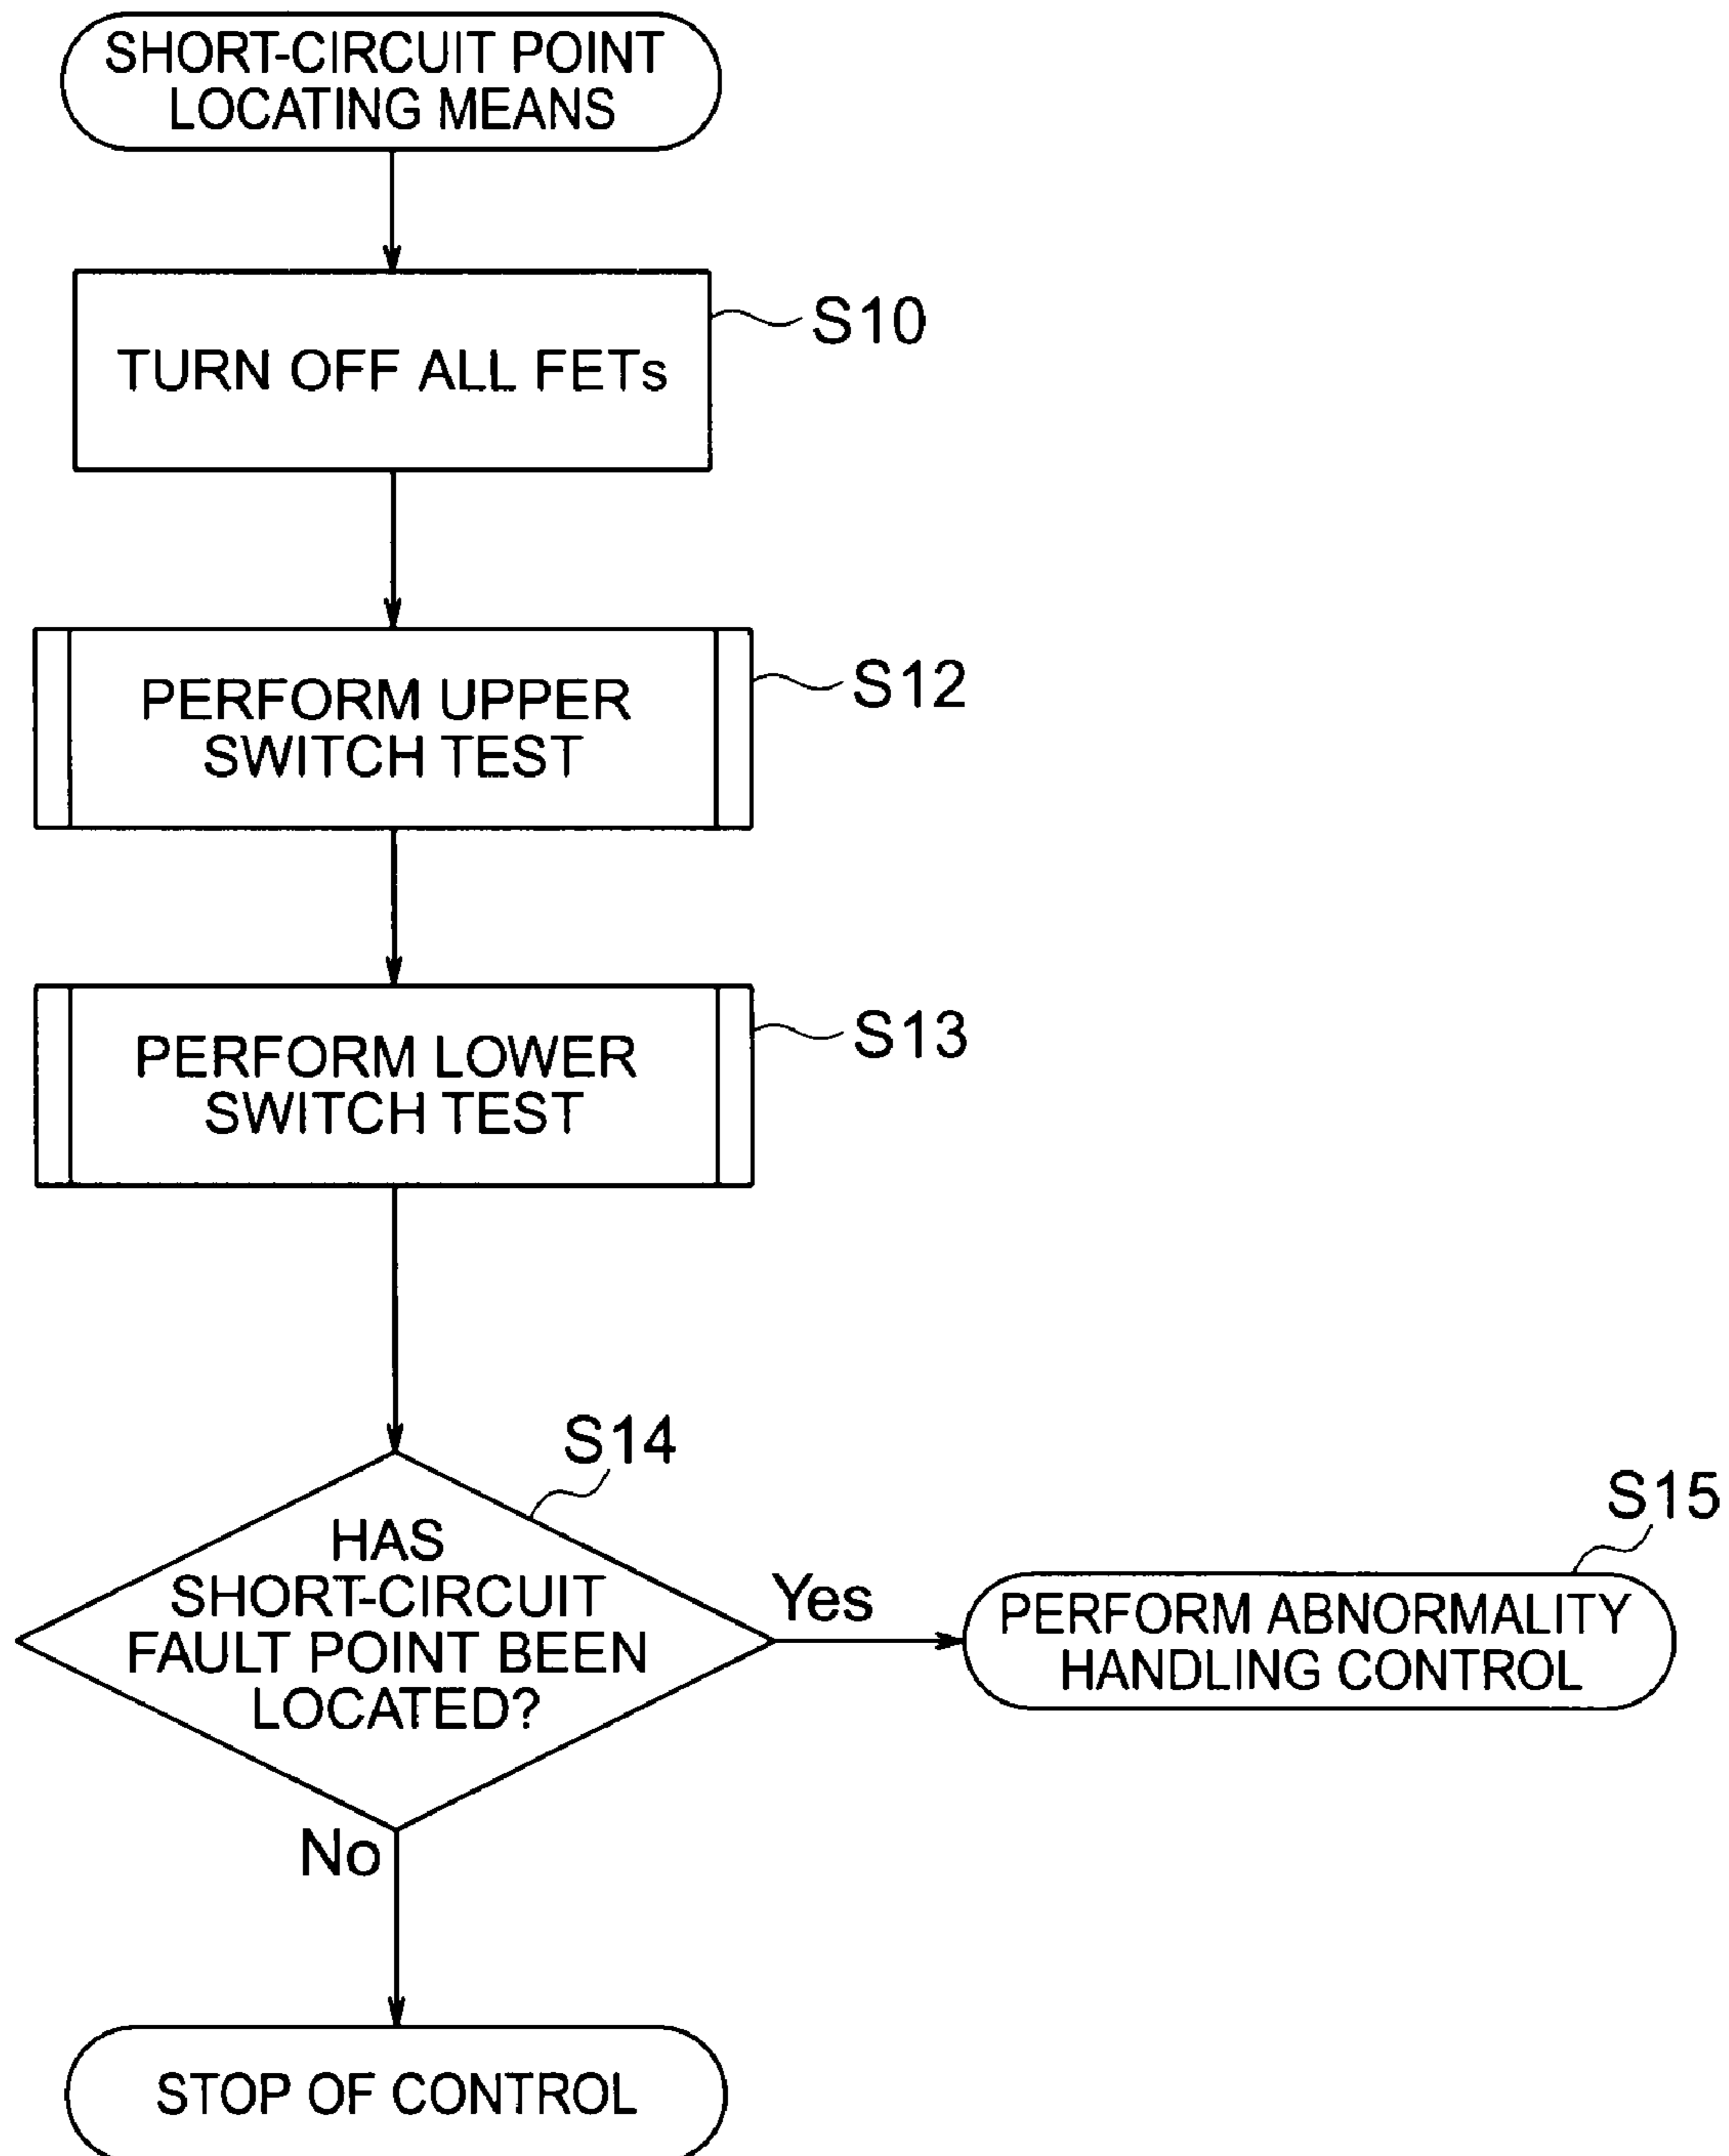 SHORT-CIRCUIT POINT
LOCATING MEANS
S10
TURN OFF ALL FETs
S12
PERFORM UPPER
SWITCH TEST
S13
PERFORM LOWER
SWITCH TEST
S14
HAS
SHORT-CIRCUIT
FAULT POINT BEEN
LOCATED?
Yes
S15
PERFORM ABNORMALITY
HANDLING CONTROL
No
STOP OF CONTROL